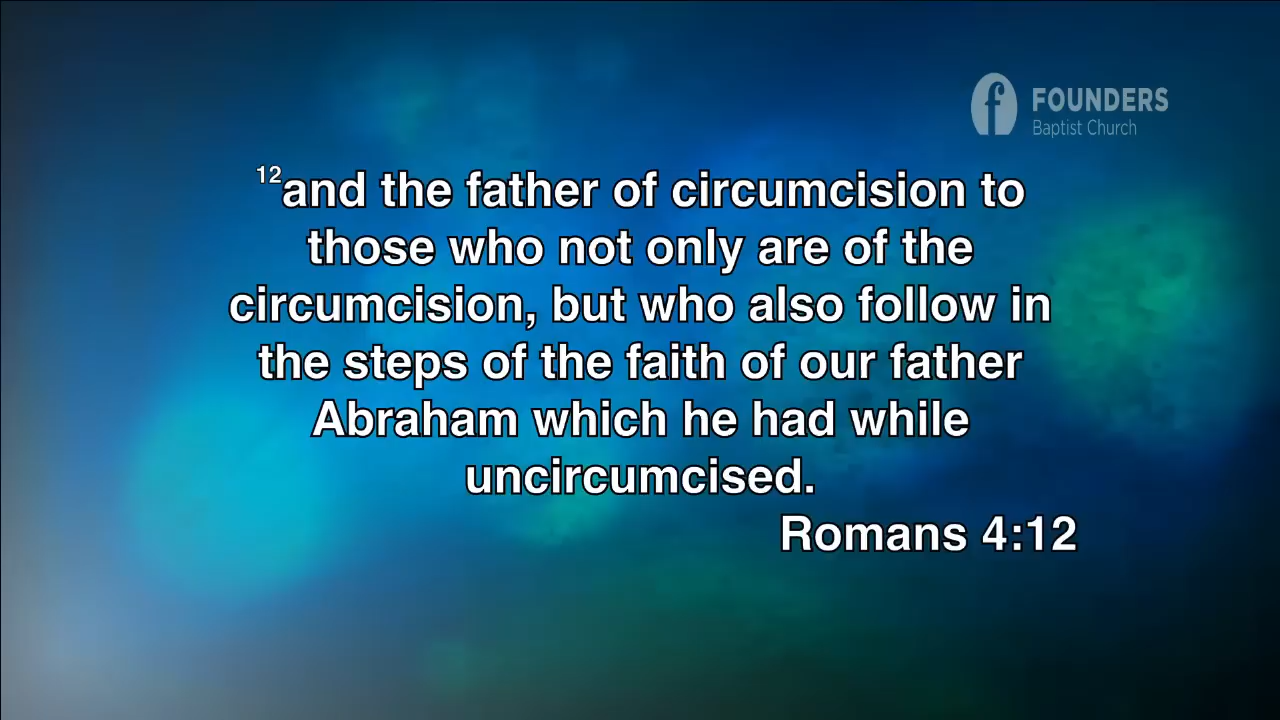 FOUNDERS
Baptist Church
12and the father of circumcision to
those who not only are of the
circumcision, but who also follow in
the steps of the faith of our father
Abraham which he had while
uncircumcised.
Romans 4:12